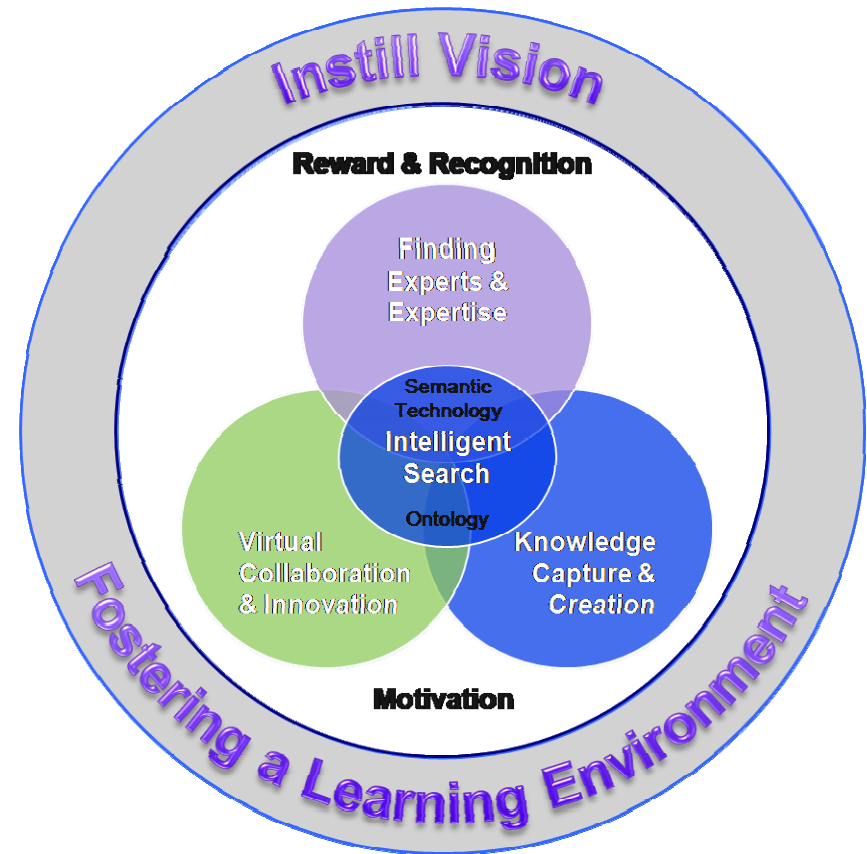 Instill Vision
Reward & Recognition
Finding
Experts &
Expertise
Semantic
Technology
Intelligent
Search
Ontology
Virtual
Collaboration
& Innovation
Knowledge
Capture &
Creation
Motivation
Fostering a Learning Environment